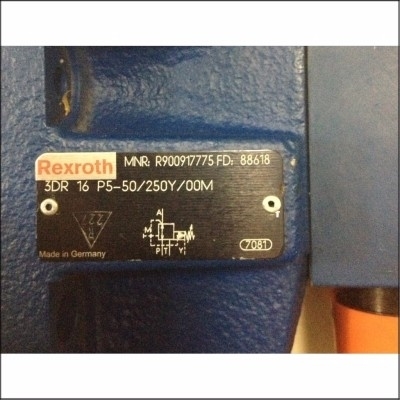 Rexroth
MNR: R900917775 FD: 88618
3DR 16 P5-50/250Y/00M
A
M
P T Y
7081
Made in Germany